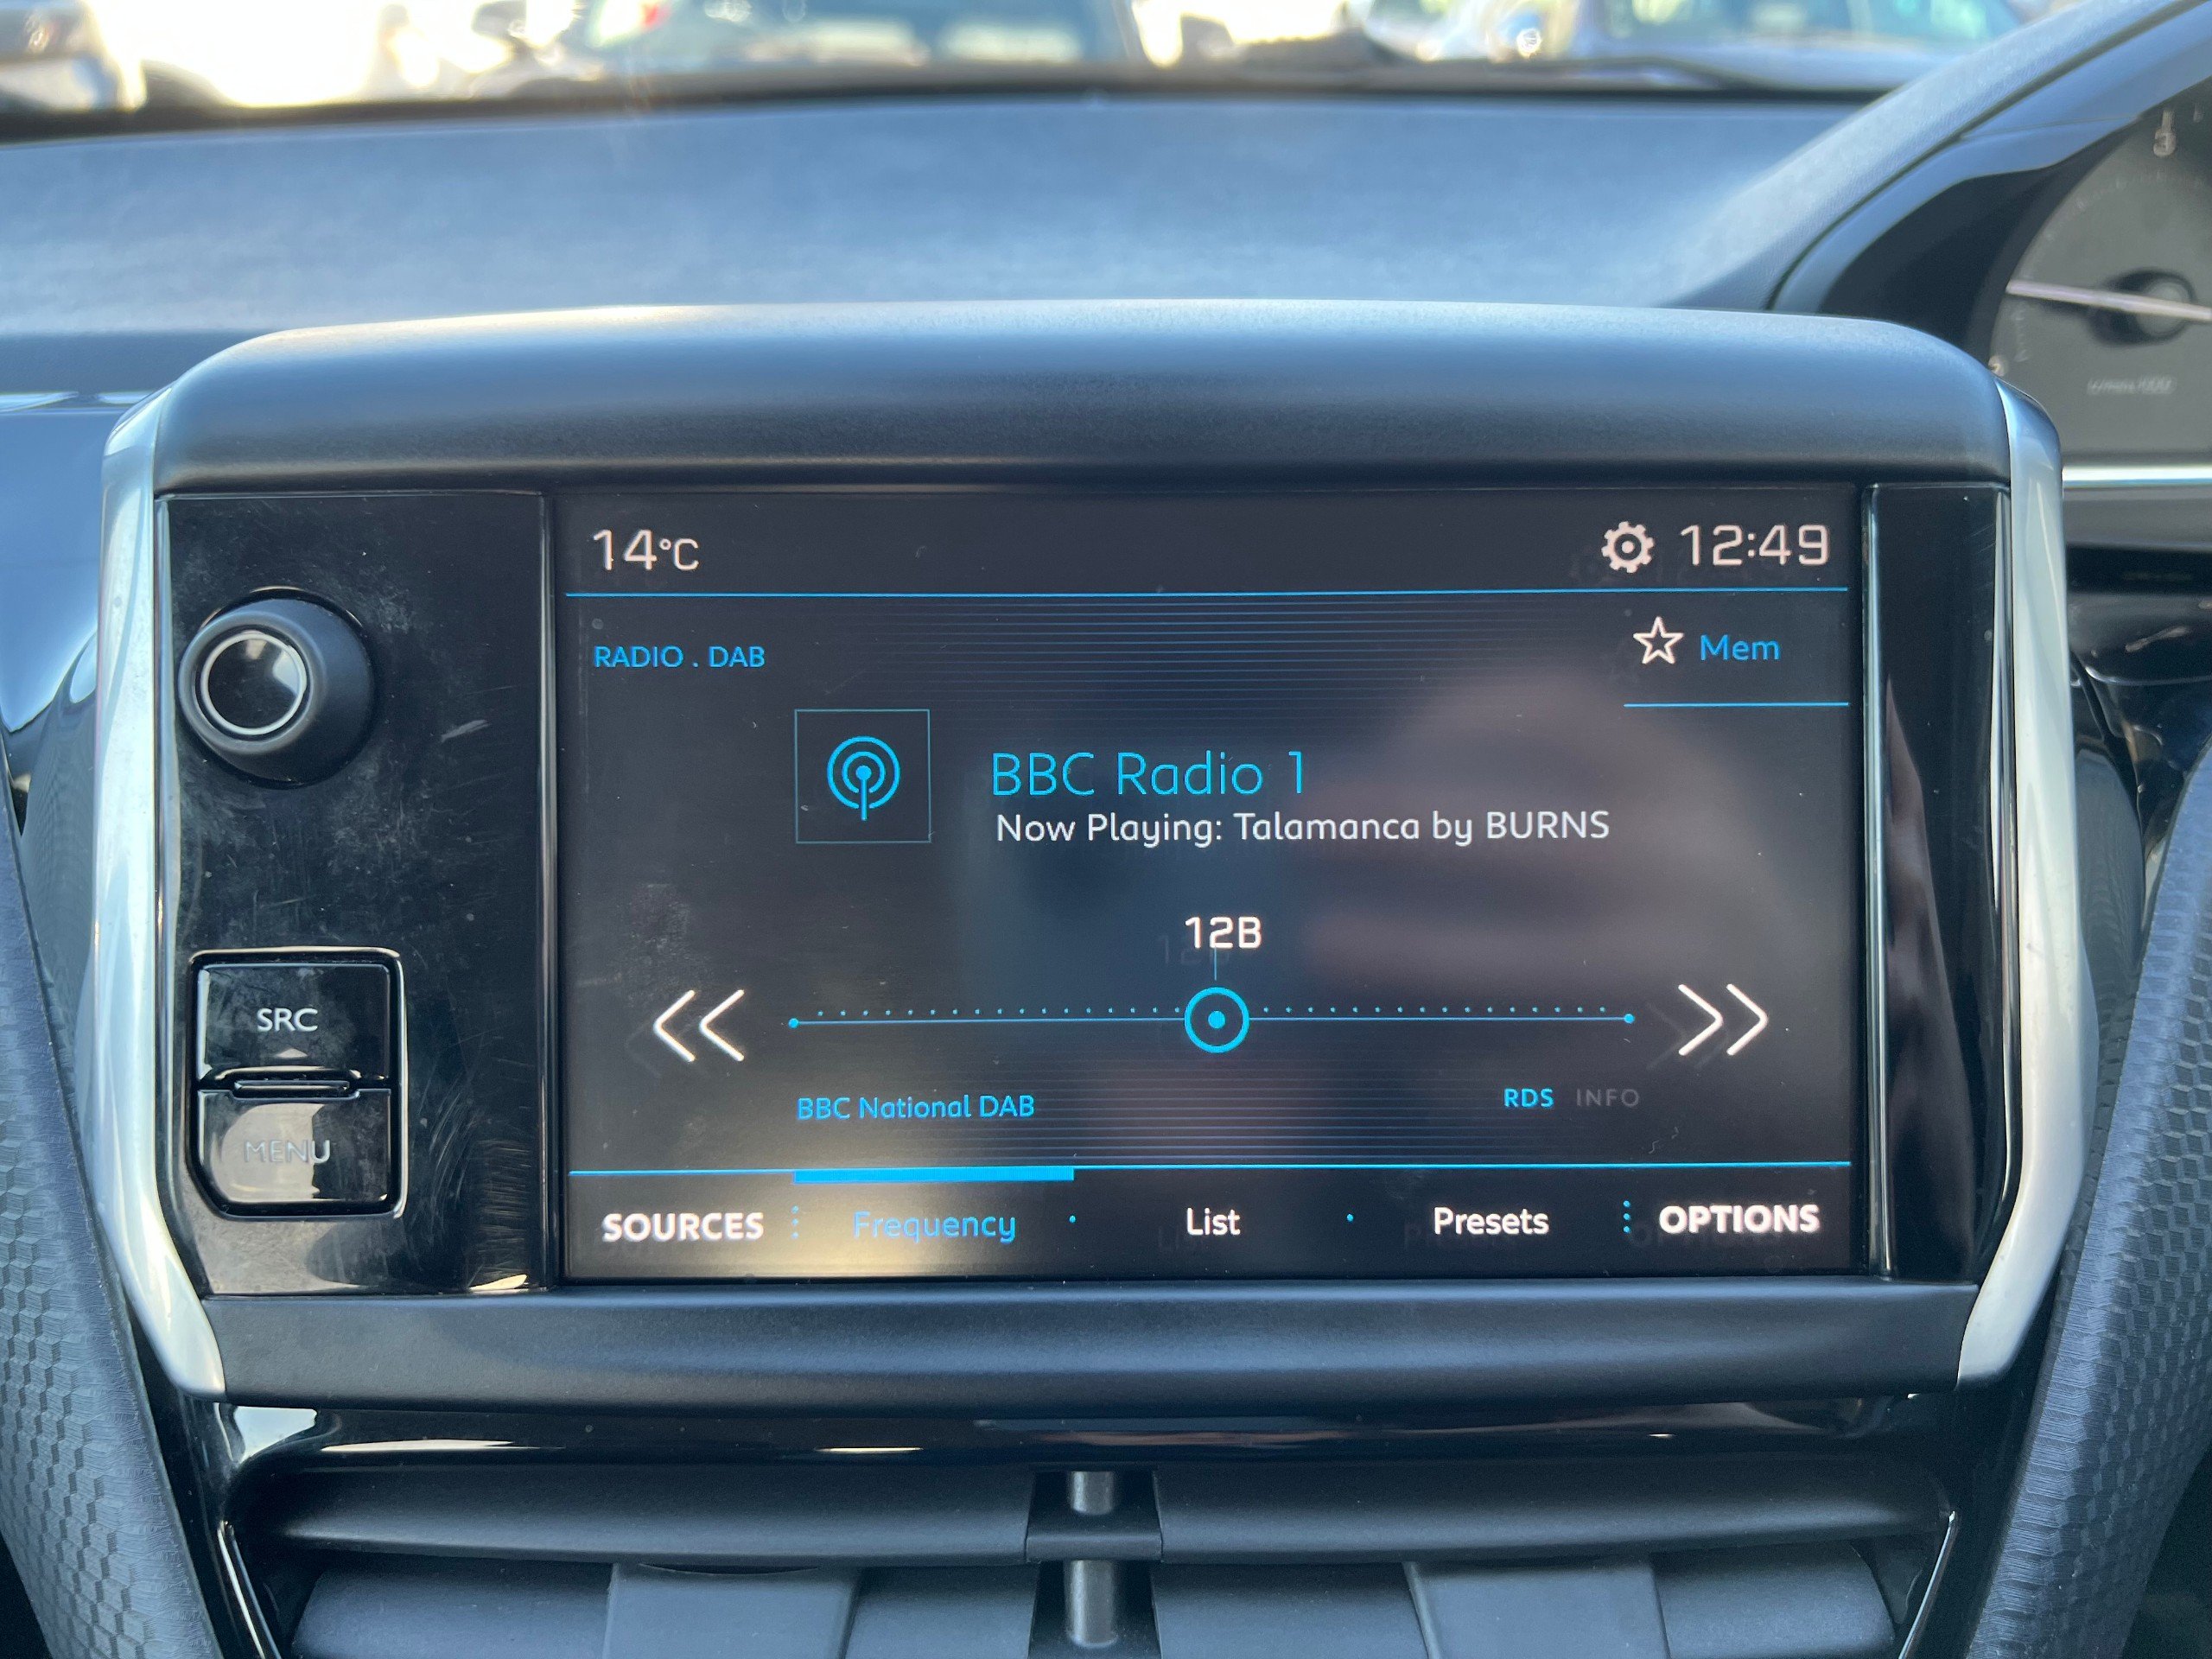 3
14°C
12:49
RADIO . DAB
Mem
BBC Radio 1
Now Playing: Talamanca by BURNS
12B
SRC
BBC National DAB
RDS INFO
MENU
SOURCES
Frequency
List
Presets
OPTIONS